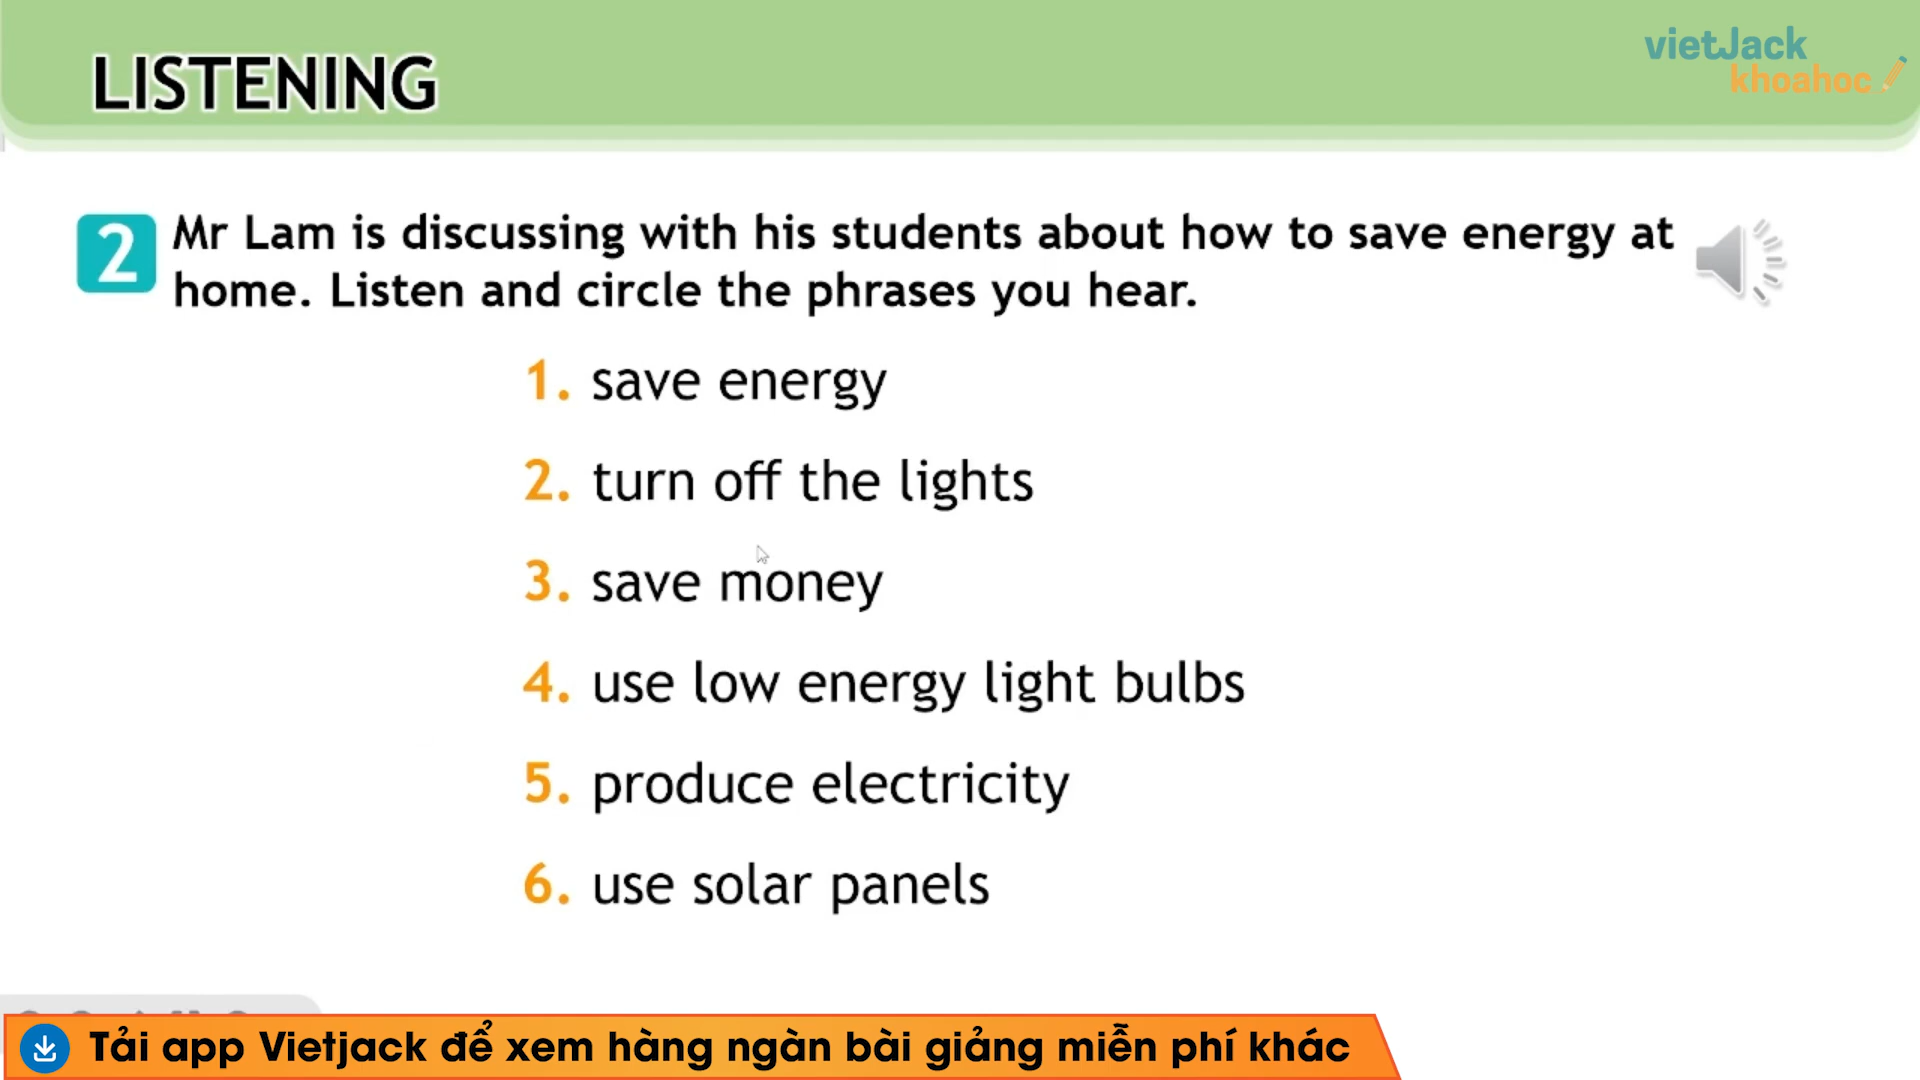 LISTENING
vietJack
khoahoc
2
Mr Lam is discussing with his students about how to save energy at
home. Listen and circle the phrases you hear.
1. save energy
2. turn off the lights
3. save money
4. use low energy light bulbs
5. produce electricity
6. use solar panels
Tải app Vietjack để xem hàng ngàn bài giảng miễn phí khác